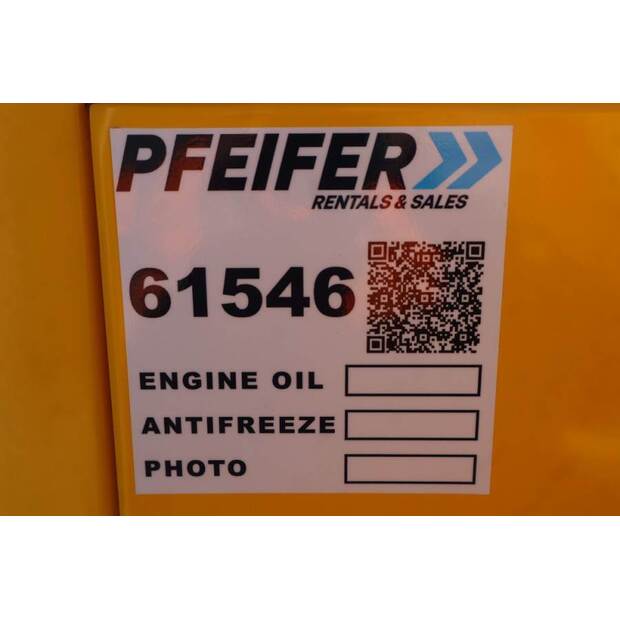 PFEIFER
RENTALS & SALES
61546
ENGINE OIL
ANTIFREEZE
PHOTO